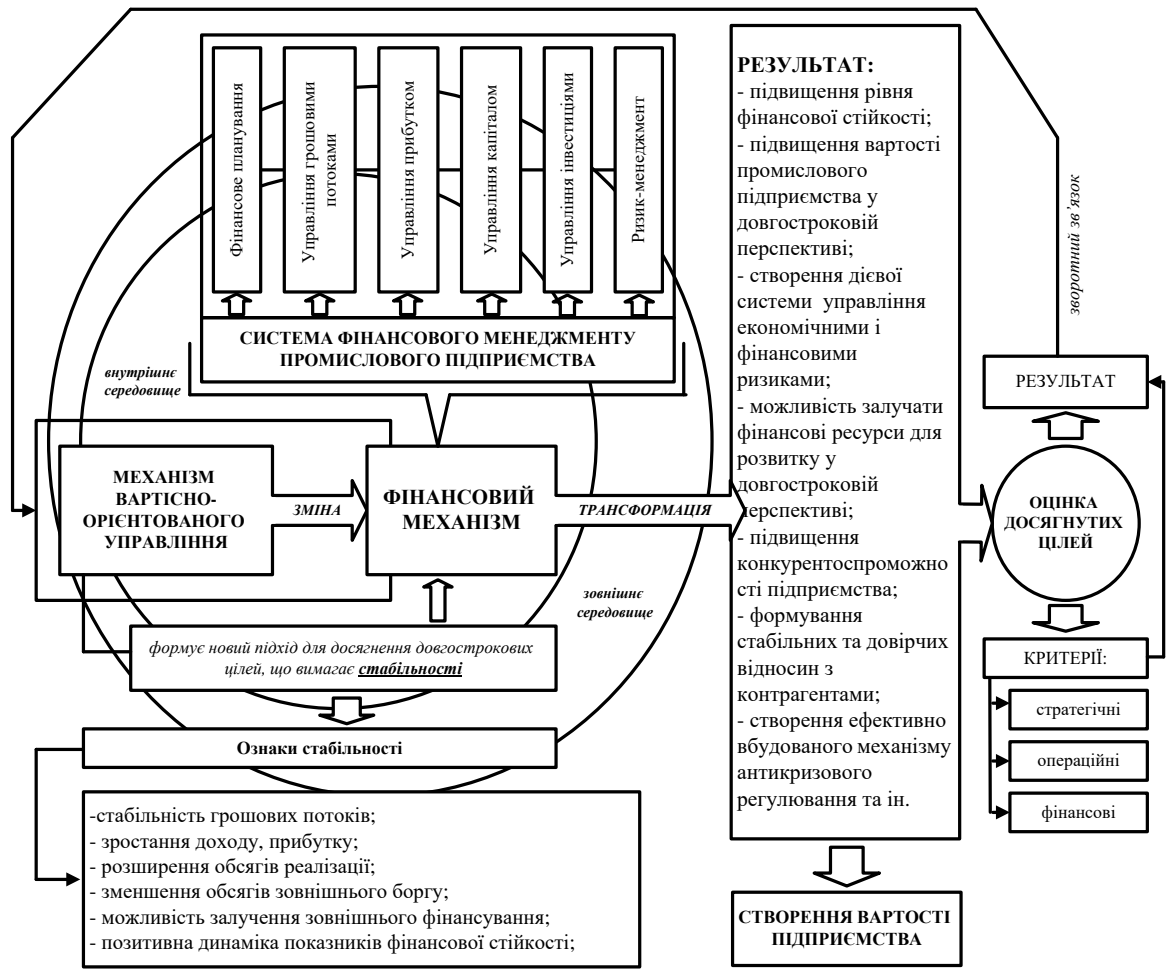 Фінансове планування
Управління грошовими
потоками
Управління прибутком
Управління капіталом
Управління інвестиціями
Ризик-менеджмент
СИСТЕМА ФІНАНСОВОГО МЕНЕДЖМЕНТУ
ПРОМИСЛОВОГО ПІДПРИЄМСТВА
внутрішнє
середовище
МЕХАНІЗМ
ВАРТІСНО-
ОРІЄНТОВАНОГО
УПРАВЛІННЯ
ЗМІНА
ФІНАНСОВИЙ
МЕХАНІЗМ
ТРАНСФОРМАЦІЯ
зовнішнє
середовище
формує новий підхід для досягнення довгострокових
цілей, що вимагає стабільності
Ознаки стабільності
-стабільність грошових потоків;
- зростання доходу, прибутку;
- розширення обсягів реалізації;
- зменшення обсягів зовнішнього боргу;
- можливість залучення зовнішнього фінансування;
- позитивна динаміка показників фінансової стійкості;
РЕЗУЛЬТАТ:
- підвищення рівня
фінансової стійкості;
- підвищення вартості
промислового
підприємства у
довгостроковій
перспективі;
- створення дієвої
системи управління
економічними і
фінансовими
ризиками;
- можливість залучати
фінансові ресурси для
розвитку у
довгостроковій
перспективі;
- підвищення
конкурентоспроможно
сті підприємства;
- формування
стабільних та довірчих
відносин з
контрагентами;
- створення ефективно
вбудованого механізму
антикризового
регулювання та ін.
СТВОРЕННЯ ВАРТОСТІ
ПІДПРИЄМСТВА
зворотний зв’язок
РЕЗУЛЬТАТ
ОЦІНКА
ДОСЯГНУТИХ
ЦІЛЕЙ
КРИТЕРІЇ:
стратегічні
операційні
фінансові